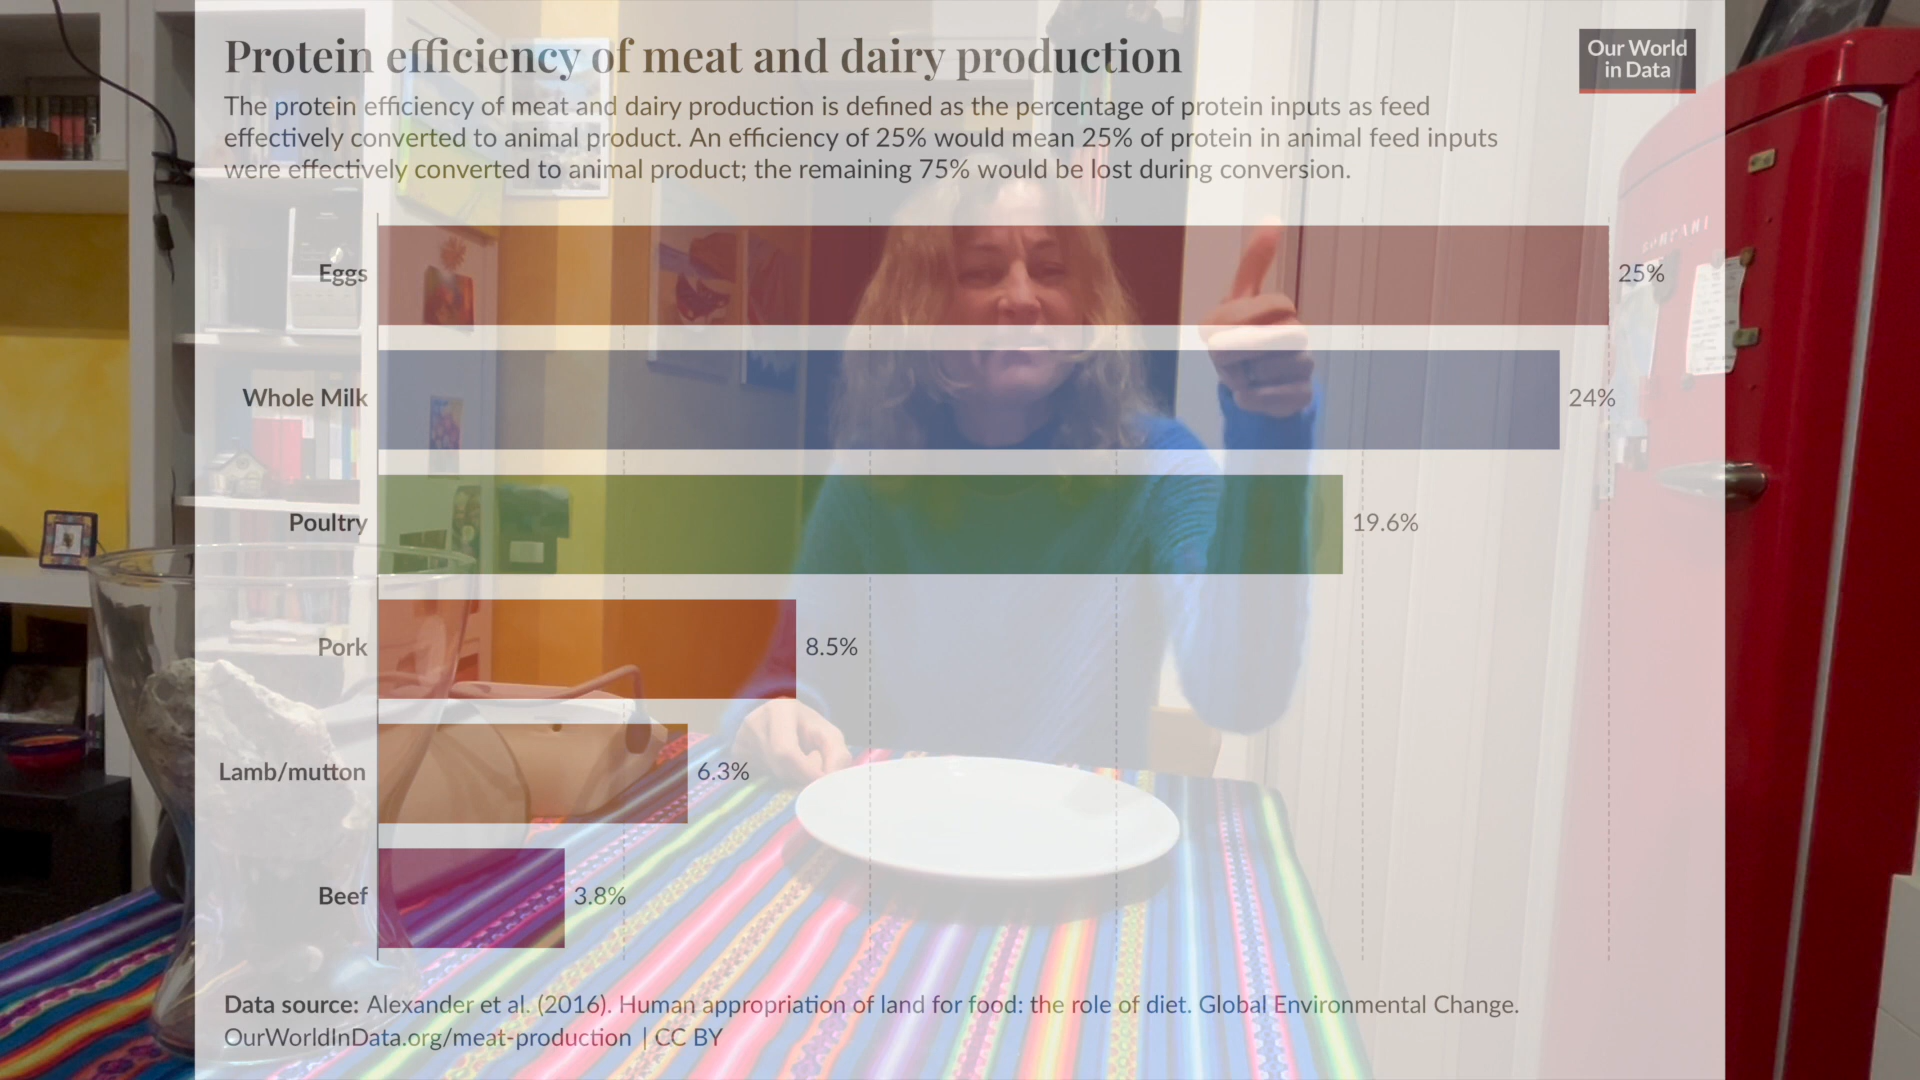 Protein efficiency of meat and dairy production
Our World
in Data
The protein efficiency of meat and dairy production is defined as the percentage of protein inputs as feed
effectively converted to animal product. An efficiency of 25% would mean 25% of protein in animal feed inputs
were effectively converted to animal product; the remaining 75% would be lost during conversion.
Eggs
25%
Whole Milk
24%
Poultry
19.6%
Pork
8.5%
Lamb/mutton
6.3%
Beef
3.8%
Data source: Alexander et al. (2016). Human appropriation of land for food: the role of diet. Global Environmental Change.
OurWorldInData.org/meat-production | CC BY